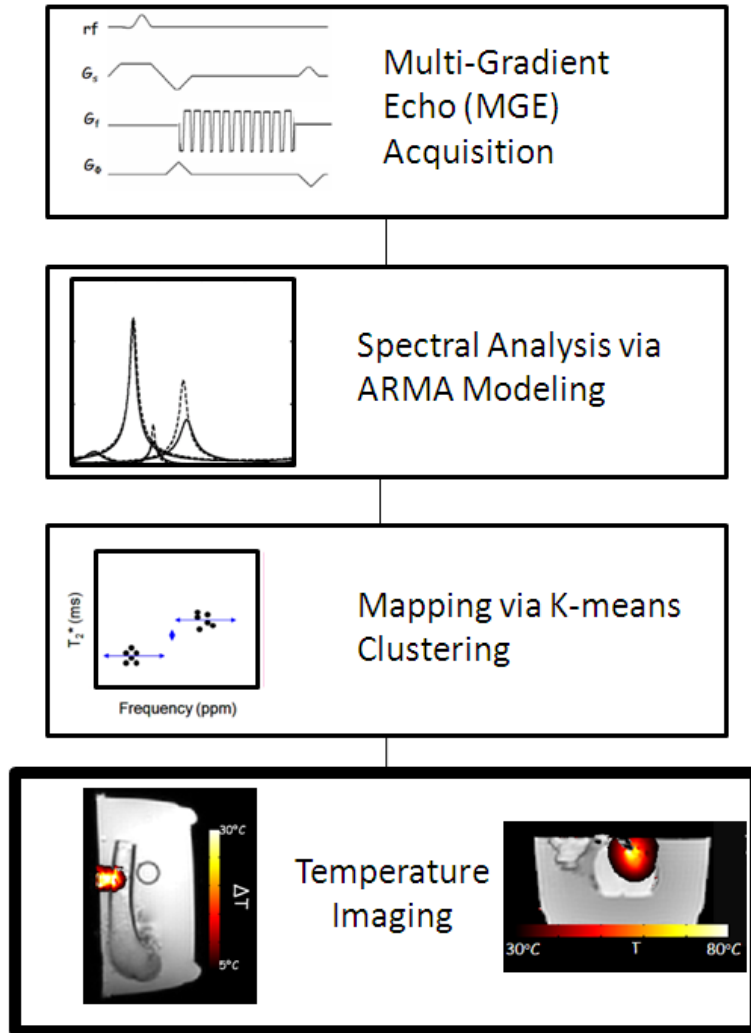 rf
Gs
Gf
GΦ
Multi-Gradient
Echo (MGE)
Acquisition
Spectral Analysis via
ARMA Modeling
T2* (ms)
Frequency (ppm)
Mapping via K-means
Clustering
30°C
ΔT
5°C
Temperature
Imaging
30°C
T
80°C